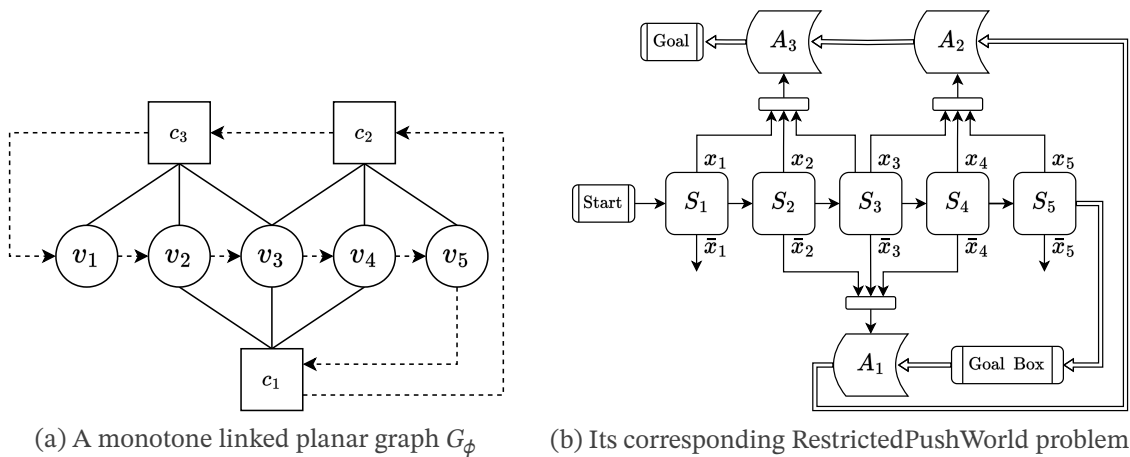 c₃
c₂
v₁
v₂
v₃
v₄
v₅
c₁
(a) A monotone linked planar graph G_ϕ
Goal
A₃
A₂
x₁
x₂
x₃
x₄
x₅
Start
S₁
S₂
S₃
S₄
S₅
x̄₁
x̄₂
x̄₃
x̄₄
x̄₅
A₁
Goal Box
(b) Its corresponding RestrictedPushWorld problem